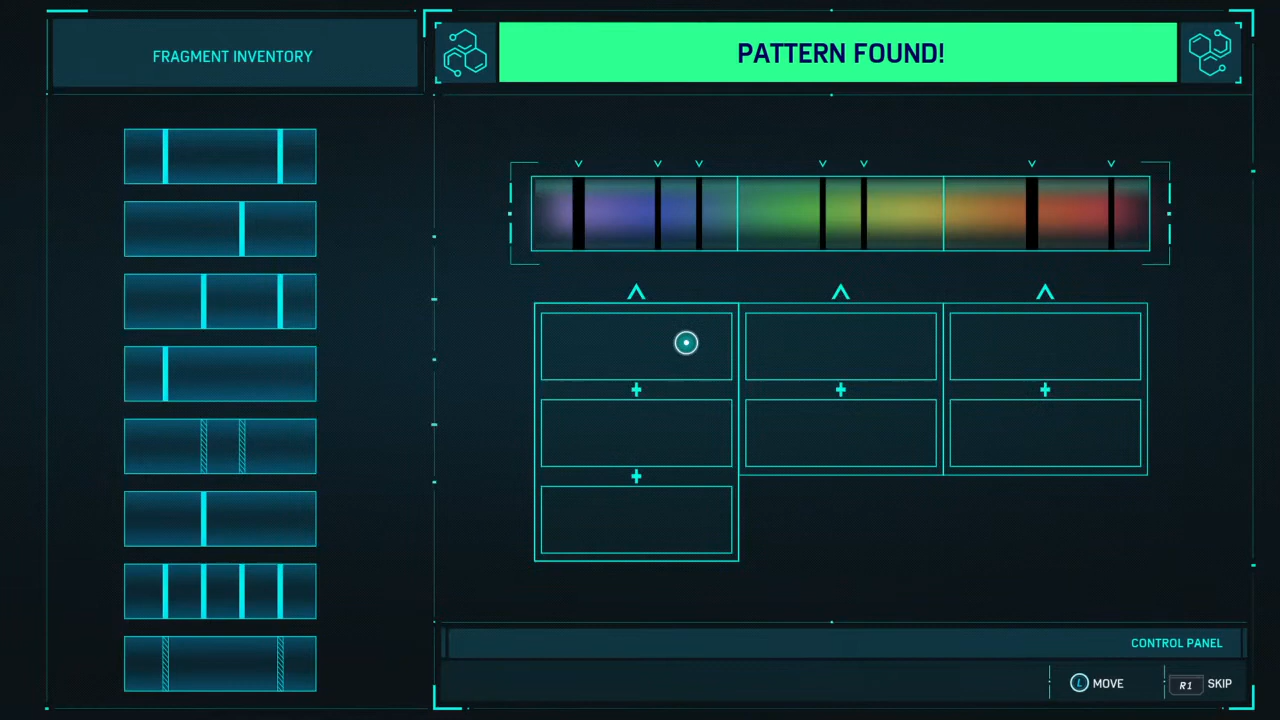 FRAGMENT INVENTORY
PATTERN FOUND!
CONTROL PANEL
L MOVE
R1 SKIP